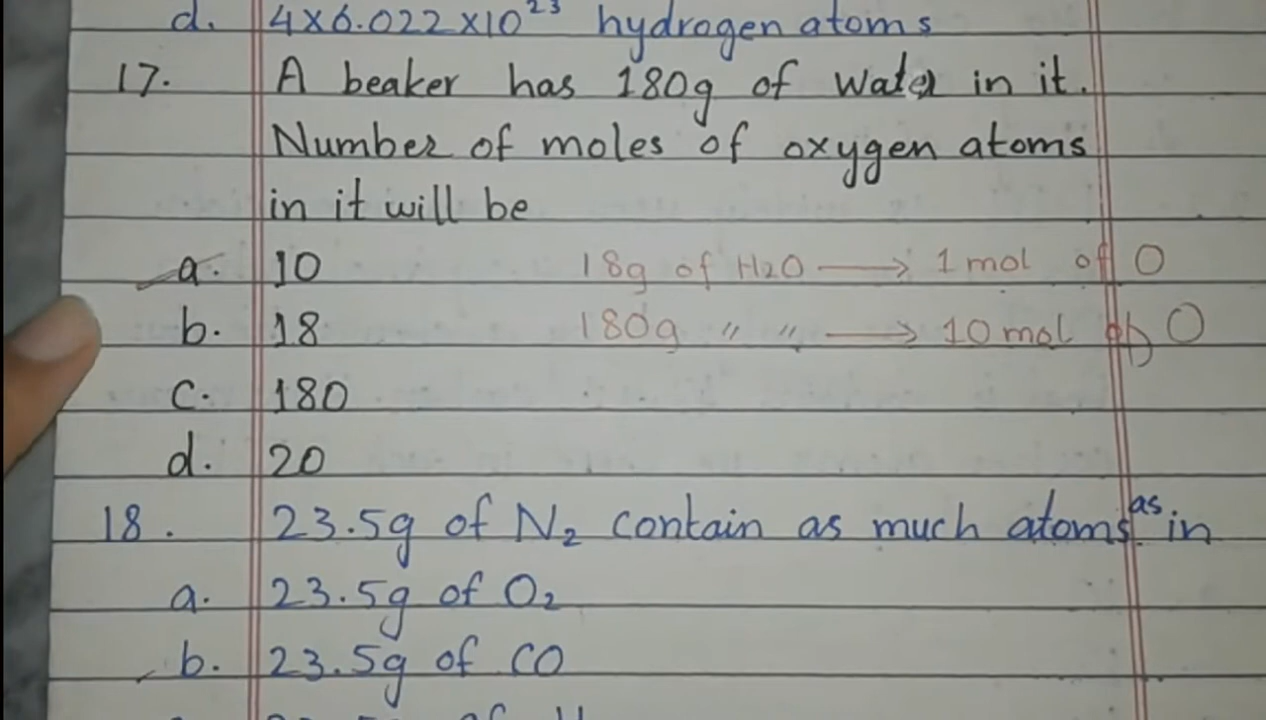 d. 4×6.022×10²³ hydrogen atoms
17. A beaker has 180g of Water in it.
Number of moles of oxygen atoms
in it will be
a. 10 18g of H2O → 1 mol of O
b. 18 180g " " → 10 mol of O
c. 180
d. 20
18. 23.5g of N₂ contain as much atoms as in
a. 23.5g of O₂
b. 23.5g of CO